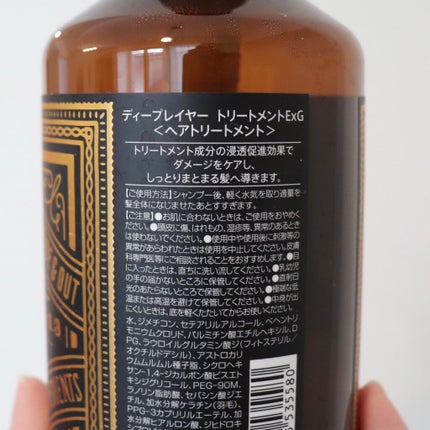 ディープレイヤー トリートメントExG
<ヘアトリートメント>
トリートメント成分の浸透促進効果で
ダメージをケアし、
しっとりまとまる髪へ導きます。
【ご使用方法】シャンプー後、軽く水気を取り適量を
髪全体になじませたあとすすぎます。
【ご注意】●お肌に合わないときは、ご使用をおやめく
ださい。●頭皮に傷、はれもの、湿疹等、異常のあるとき
は使わないでください。●使用中や使用後に刺激等の
異常があらわれたときは使用を中止してください。皮膚
科専門医等にご相談されることをおすすめします。●目
に入ったときは、直ちに洗い流してください。●乳幼児
の手の届かないところに保管してください。●直射日
光のあたらないところで保管してください。●極端な低
温または高温を避けて保管してください。●中身が
出にくいときは、底を軽くたたいてからお使いください。
水、ジメチコン、セテアリルアルコール、ベヘントリ
モニウムクロリド、パルミチン酸エチルヘキシル、D
PG、ラウロイルグルタミン酸ジ(フィトステリル/
オクチルドデシル)、アストロカリ
ウムムルムル種子脂、シクロヘキ
サン-1,4-ジカルボン酸ビスエト
キシジグリコール、PEG-90M、
ラノリン脂肪酸、セバシン酸ジエ
チル、加水分解ケラチン(羽毛)、
PPG-3カプリリルエーテル、加水
分解ヒアルロン酸、ジヒドロキ
535580
OUT